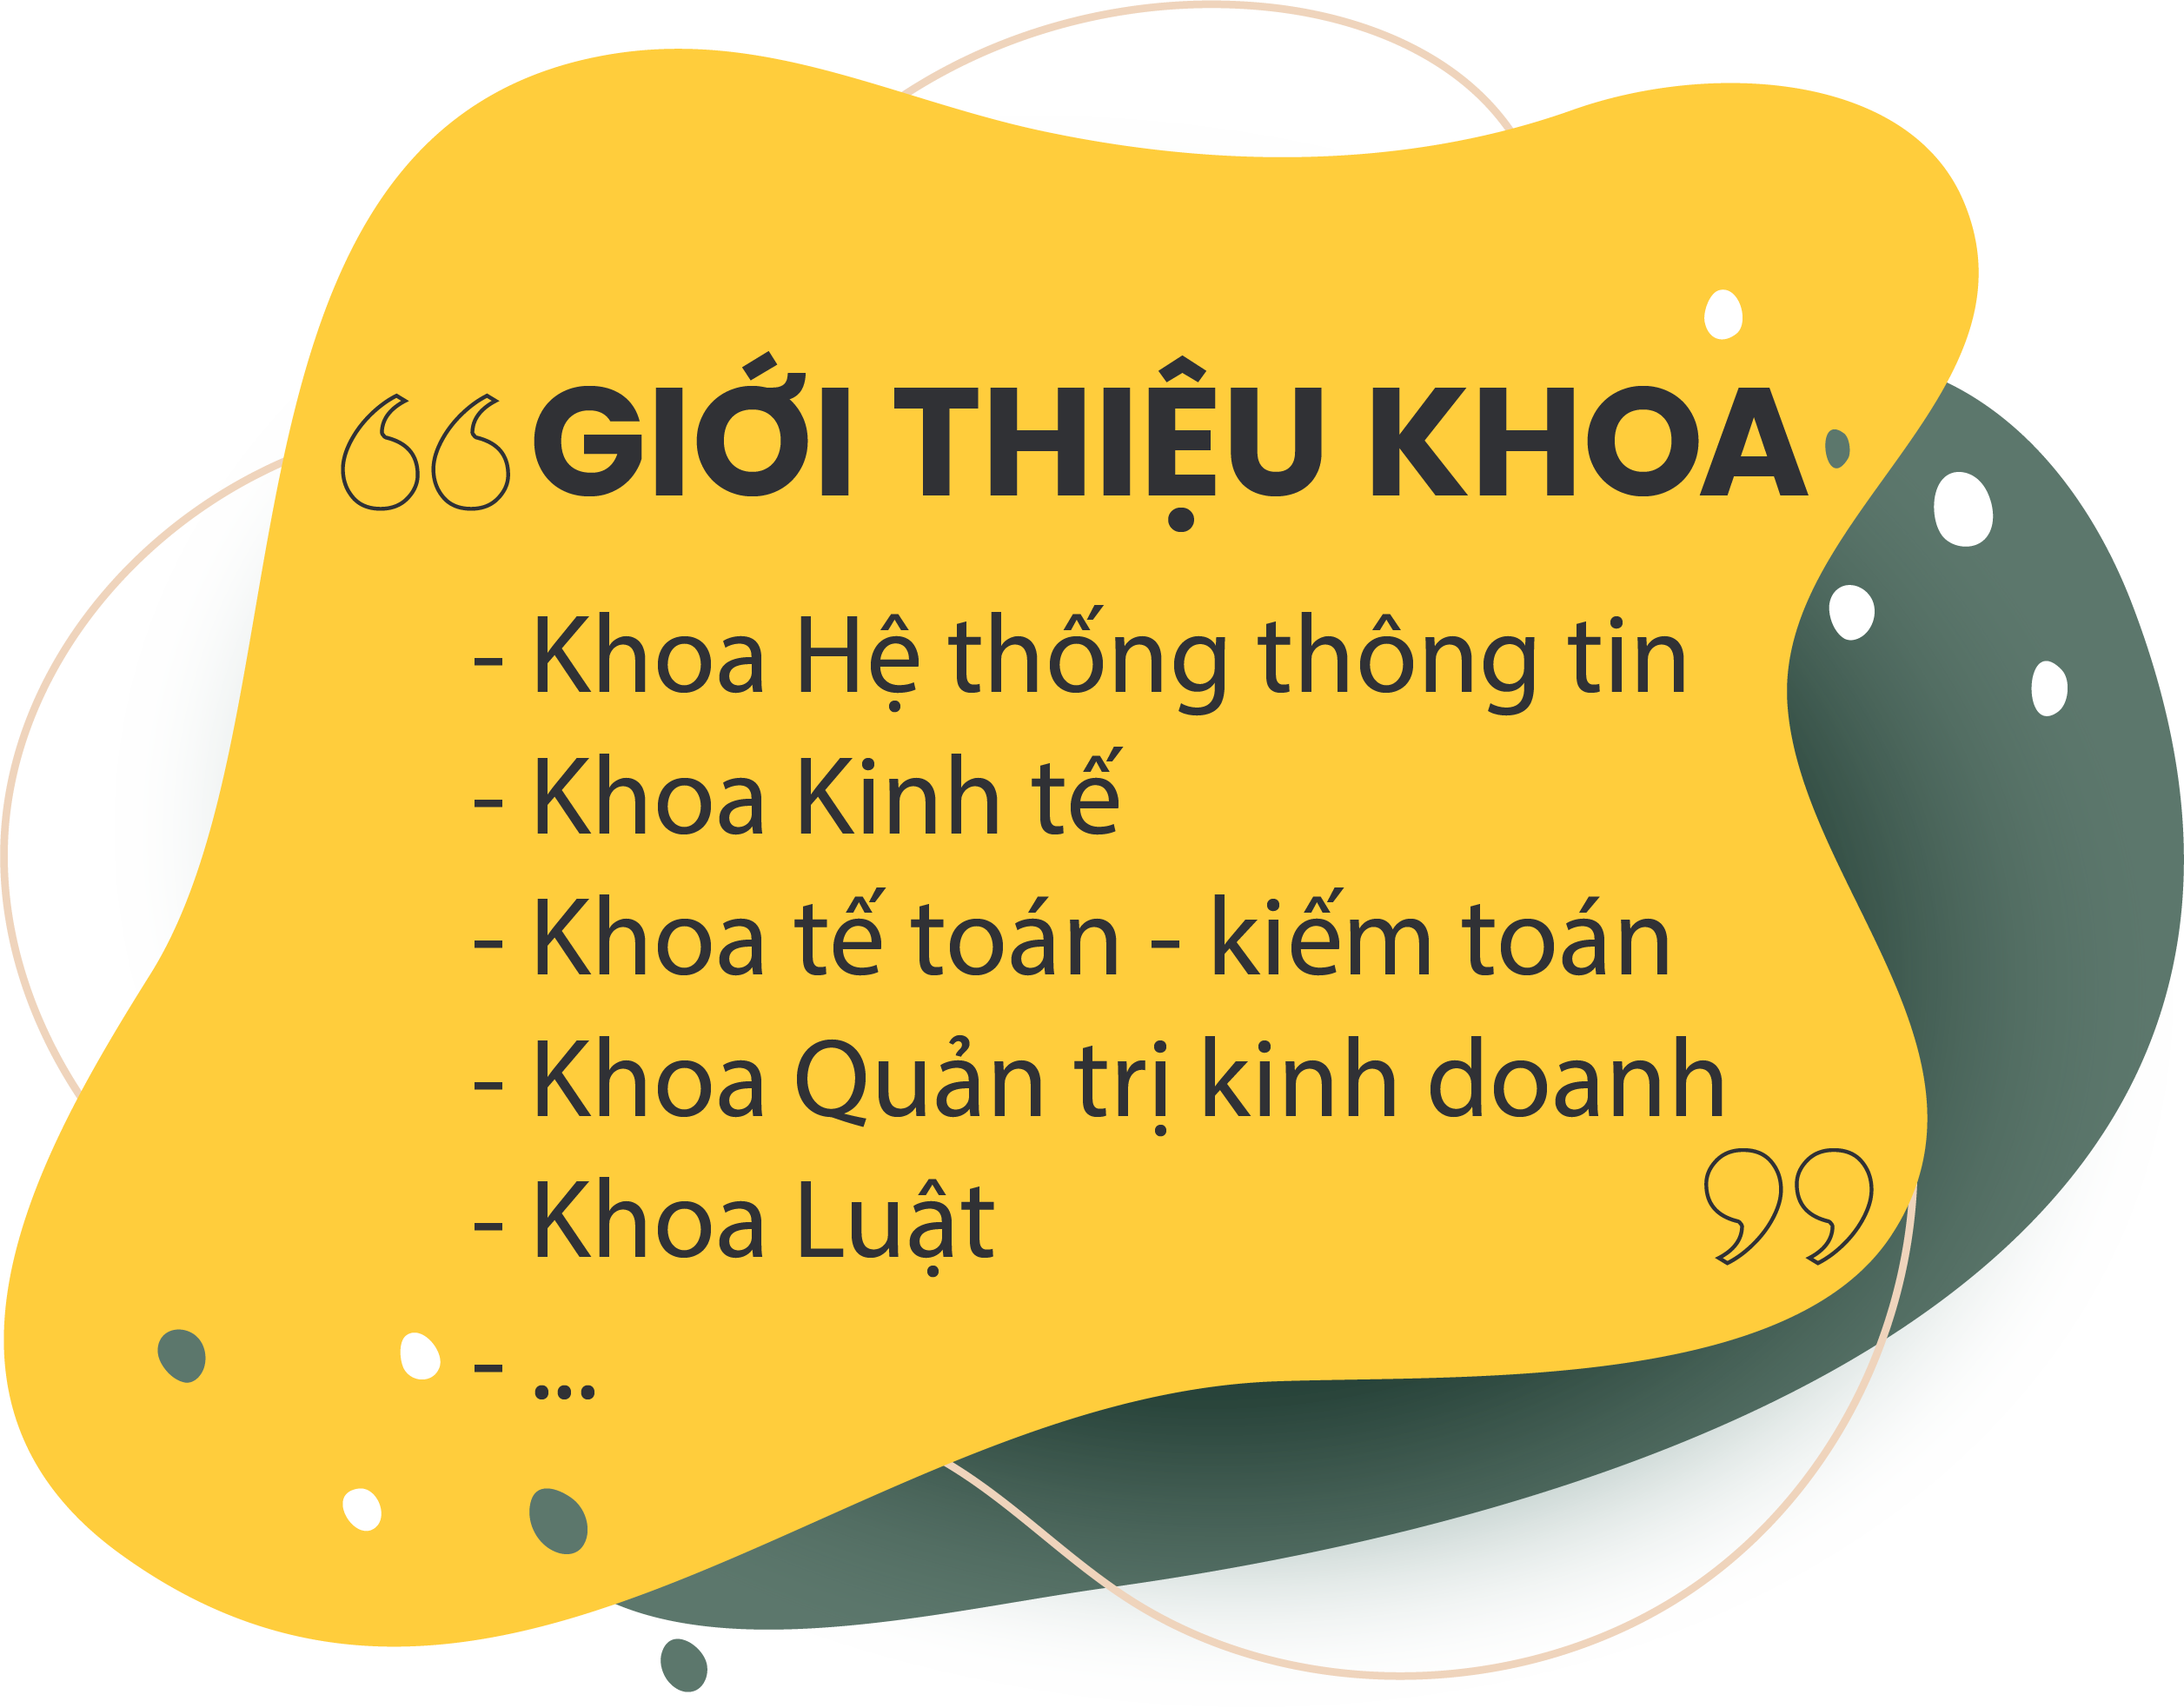 “GIỚI THIỆU KHOA
- Khoa Hệ thống thông tin
- Khoa Kinh tế
- Khoa tế toán - kiếm toán
- Khoa Quản trị kinh doanh
- Khoa Luật
”
- ...